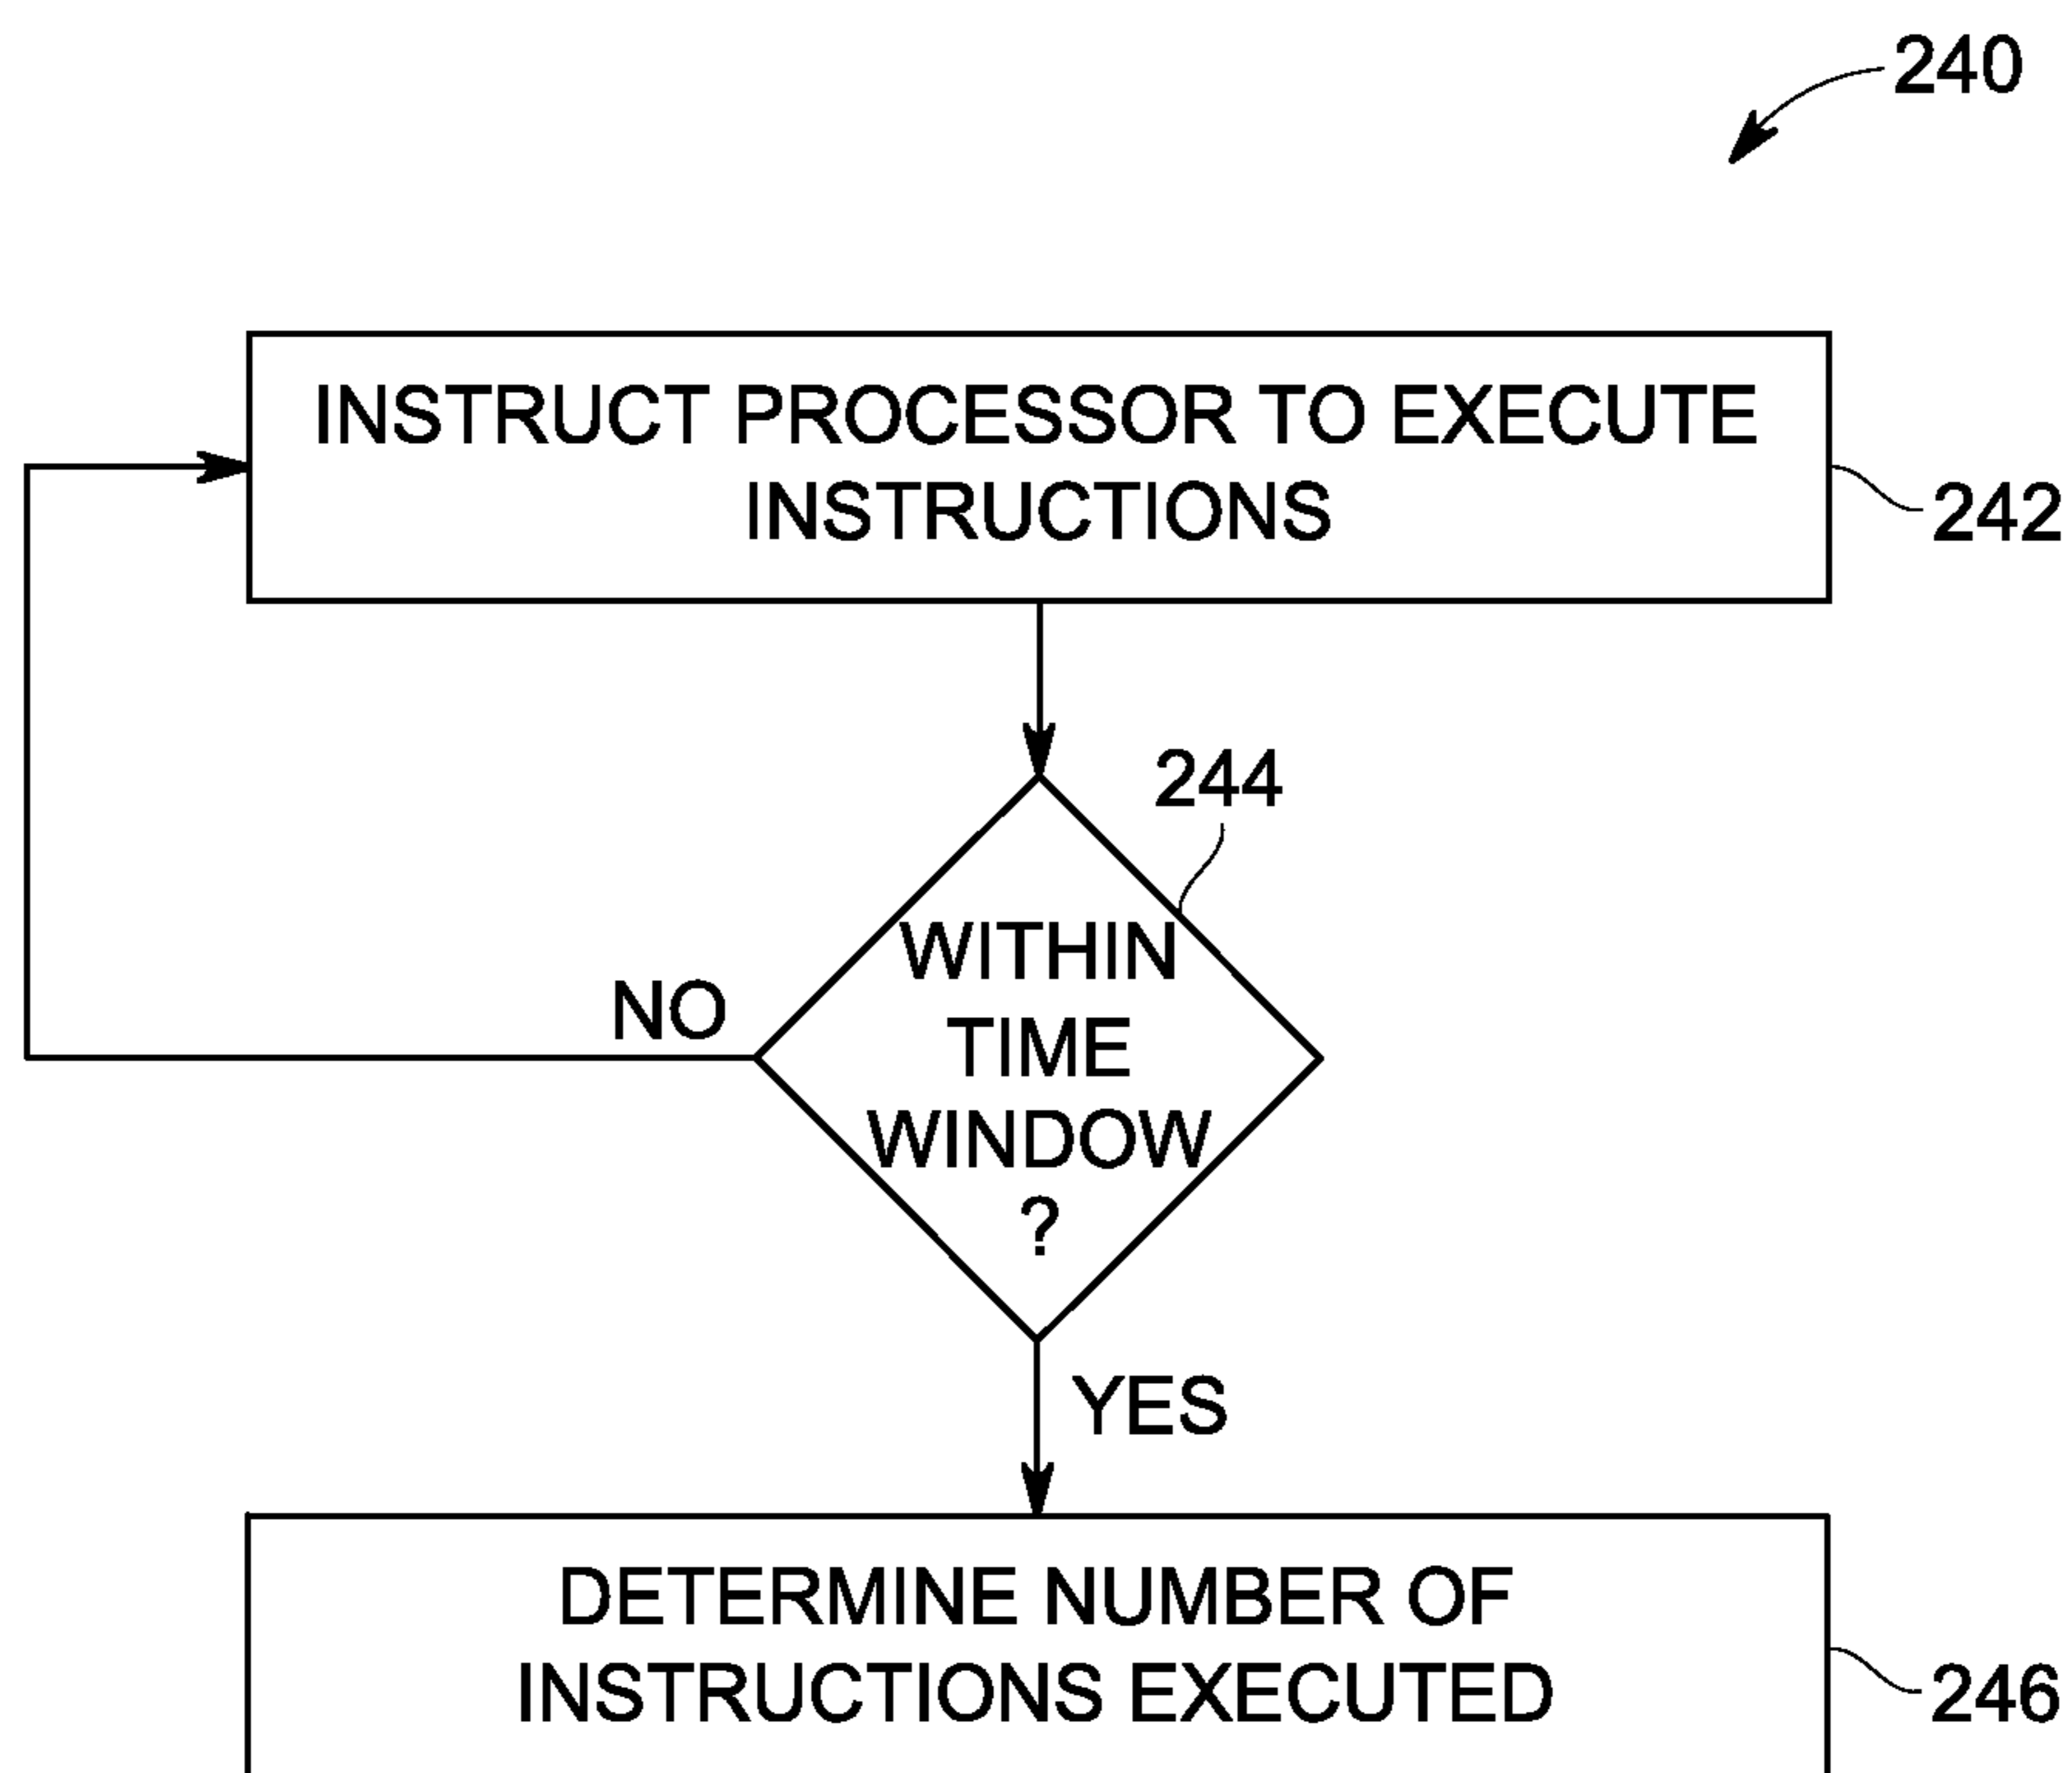 240
INSTRUCT PROCESSOR TO EXECUTE
INSTRUCTIONS
242
244
WITHIN
TIME
WINDOW
?
NO
YES
DETERMINE NUMBER OF
INSTRUCTIONS EXECUTED
246